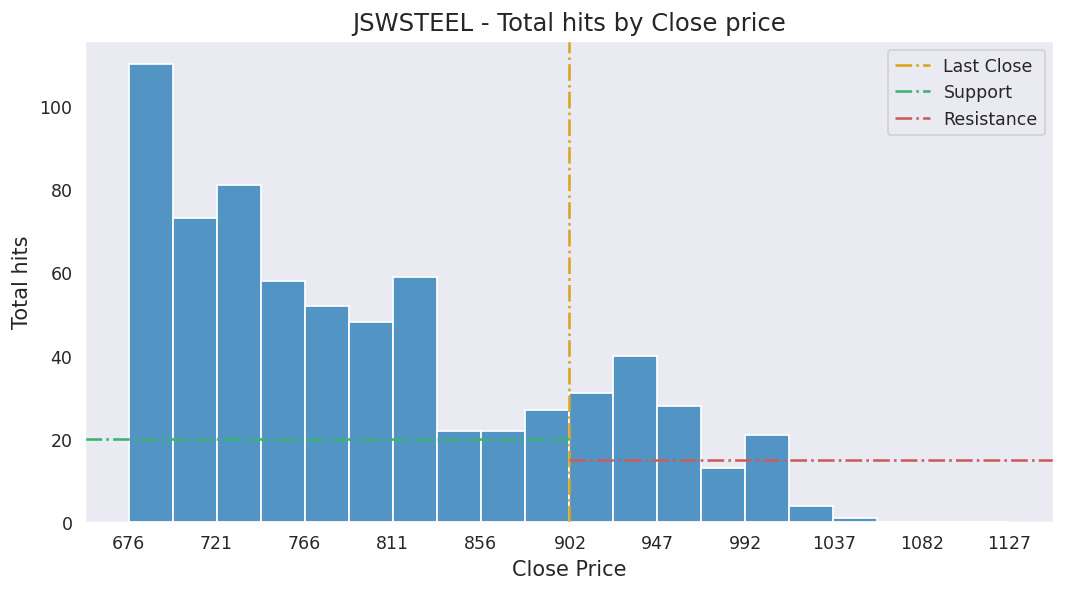 JSWSTEEL - Total hits by Close price
Last Close
Support
Resistance
Total hits
100
80
60
40
20
0
676 721 766 811 856 902 947 992 1037 1082 1127
Close Price